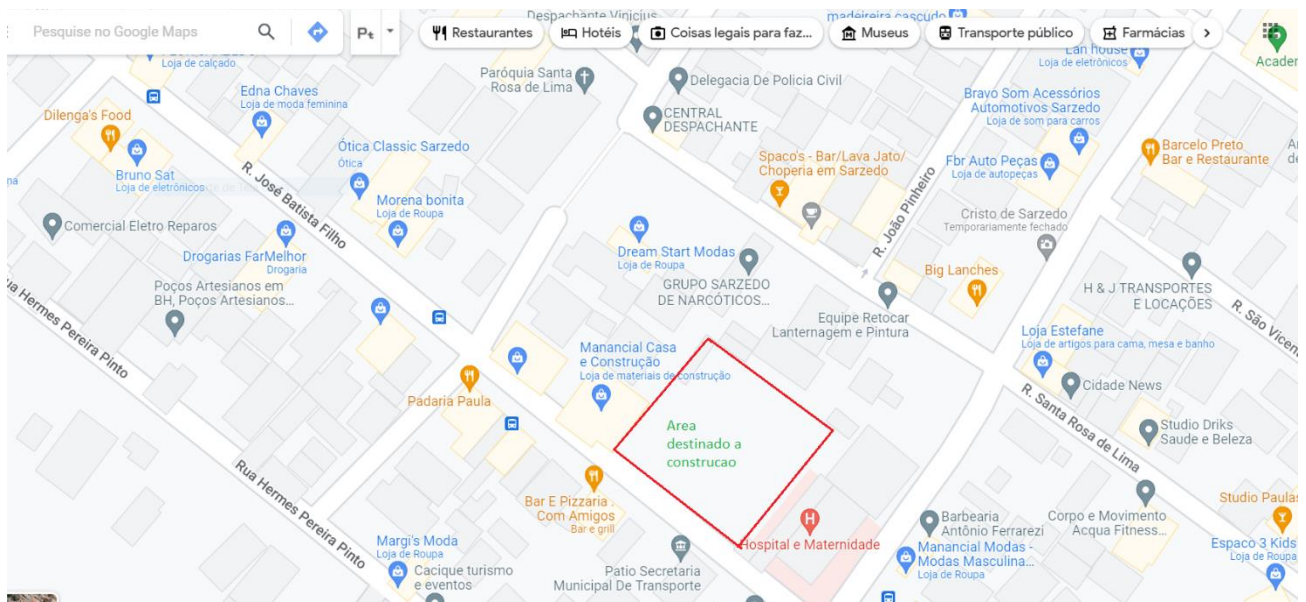 Pesquise no Google Maps
Pt
Restaurantes
Hotéis
Coisas legais para faz...
Museus
Transporte público
Farmácias
Despachante Vinicius
madeireira cascudo
Loja de calçado
Edna Chaves
Loja de moda feminina
Paróquia Santa
Rosa de Lima
Delegacia De Policia Civil
Lan house
Loja de eletrônicos
Acader
Dilenga's Food
CENTRAL
DESPACHANTE
Bravo Som Acessórios
Automotivos Sarzedo
Loja de som para carros
Ótica Classic Sarzedo
Ótica
Bruno Sat
Loja de eletrônicos
R. José Batista Filho
Spaco's - Bar/Lava Jato/
Choperia em Sarzedo
Fbr Auto Peças
Loja de autopeças
Barcelo Preto
Bar e Restaurante
Morena bonita
Loja de Roupa
R. João Pinheiro
Cristo de Sarzedo
Temporariamente fechado
Comercial Eletro Reparos
Drogarias FarMelhor
Drogaria
Dream Start Modas
Loja de Roupa
Big Lanches
Poços Artesianos em
BH, Poços Artesianos...
GRUPO SARZEDO
DE NARCÓTICOS...
H & J TRANSPORTES
E LOCAÇÕES
ua Hermes Pereira Pinto
Equipe Retocar
Lanternagem e Pintura
R. São Vicen
Manancial Casa
e Construção
Loja de materiais de construção
Loja Estefane
Loja de artigos para cama, mesa e banho
Padaria Paula
Cidade News
R. Santa Rosa de Lima
Area
destinado a
construcao
Studio Driks
Saude e Beleza
Rua Hermes Pereira Pinto
Bar E Pizzaria .
Com Amigos
Bar e grill
Studio Paulas
Margi's Moda
Loja de Roupa
Cacique turismo
e eventos
Patio Secretaria
Municipal De Transporte
H
Hospital e Maternidade
Barbearia
Antônio Ferrarezi
Corpo e Movimento
Acqua Fitness...
Manancial Modas -
Modas Masculina...
Loja de Roupa
Espaco 3 Kids
Loja de Roupa